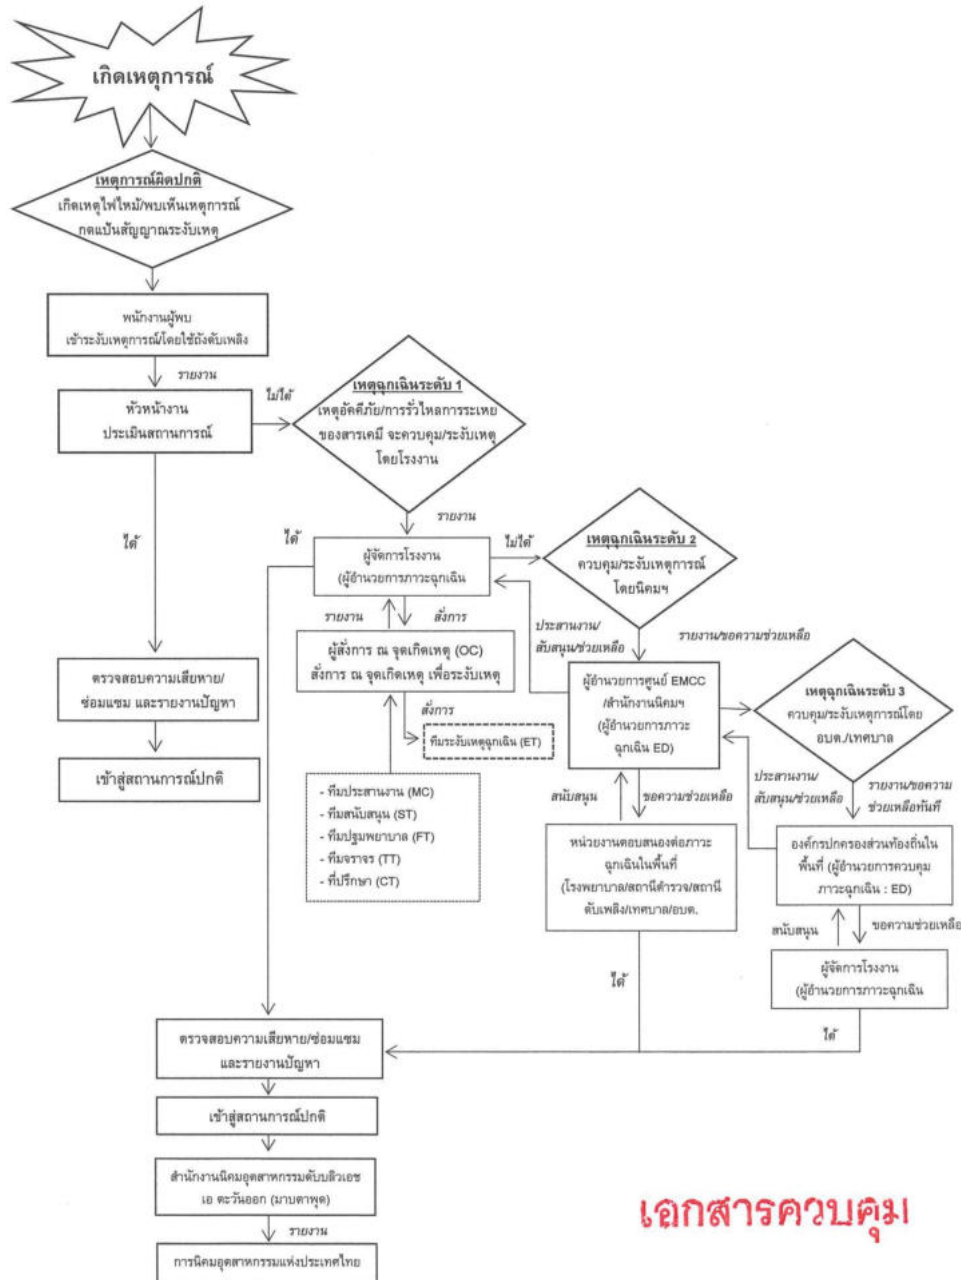 เกิดเหตุการณ์
เหตุการณ์ผิดปกติ
เกิดเหตุไฟไหม้/พบเห็นเหตุการณ์
กดแป้นสัญญาณระงับเหตุ
พนักงานผู้พบ
เข้าระงับเหตุการณ์/โดยใช้ถังดับเพลิง
รายงาน
หัวหน้างาน
ประเมินสถานการณ์
ไม่ได้
เหตุฉุกเฉินระดับ 1
เหตุอัคคีภัย/การรั่วไหลการระเหย
ของสารเคมี จะควบคุม/ระงับเหตุ
โดยโรงงาน
ได้
รายงาน
ได้
ผู้จัดการโรงงาน
(ผู้อำนวยการภาวะฉุกเฉิน
ไม่ได้
เหตุฉุกเฉินระดับ 2
ควบคุม/ระงับเหตุการณ์
โดยนิคมฯ
รายงาน
สั่งการ
ประสานงาน/
สับสนุน/ช่วยเหลือ
รายงาน/ขอความช่วยเหลือ
ผู้สั่งการ ณ จุดเกิดเหตุ (OC)
สั่งการ ณ จุดเกิดเหตุ เพื่อระงับเหตุ
สั่งการ
ทีมระงับเหตุฉุกเฉิน (ET)
ผู้อำนวยการศูนย์ EMCC
/สำนักงานนิคมฯ
(ผู้อำนวยการภาวะ
ฉุกเฉิน ED)
เหตุฉุกเฉินระดับ 3
ควบคุม/ระงับเหตุการณ์โดย
อบต./เทศบาล
ตรวจสอบความเสียหาย/
ซ่อมแซม และรายงานปัญหา
เข้าสู่สถานการณ์ปกติ
- ทีมประสานงาน (MC)
- ทีมสนับสนุน (ST)
- ทีมปฐมพยาบาล (FT)
- ทีมจราจร (TT)
- ที่ปรึกษา (CT)
สนับสนุน
ขอความช่วยเหลือ
ประสานงาน/
สับสนุน/ช่วยเหลือ
รายงาน/ขอความ
ช่วยเหลือทันที
หน่วยงานตอบสนองต่อภาวะ
ฉุกเฉินในพื้นที่
(โรงพยาบาล/สถานีตำรวจ/สถานี
ดับเพลิง/เทศบาล/อบต.
องค์กรปกครองส่วนท้องถิ่นใน
พื้นที่ (ผู้อำนวยการควบคุม
ภาวะฉุกเฉิน : ED)
สนับสนุน
ขอความช่วยเหลือ
ผู้จัดการโรงงาน
(ผู้อำนวยการภาวะฉุกเฉิน
ได้
ได้
ตรวจสอบความเสียหาย/ซ่อมแซม
และรายงานปัญหา
เข้าสู่สถานการณ์ปกติ
สำนักงานนิคมอุตสาหกรรมดับบลิวเอช
เอ ตะวันออก (มาบตาพุด)
รายงาน
การนิคมอุตสาหกรรมแห่งประเทศไทย
เอกสารควบคุม